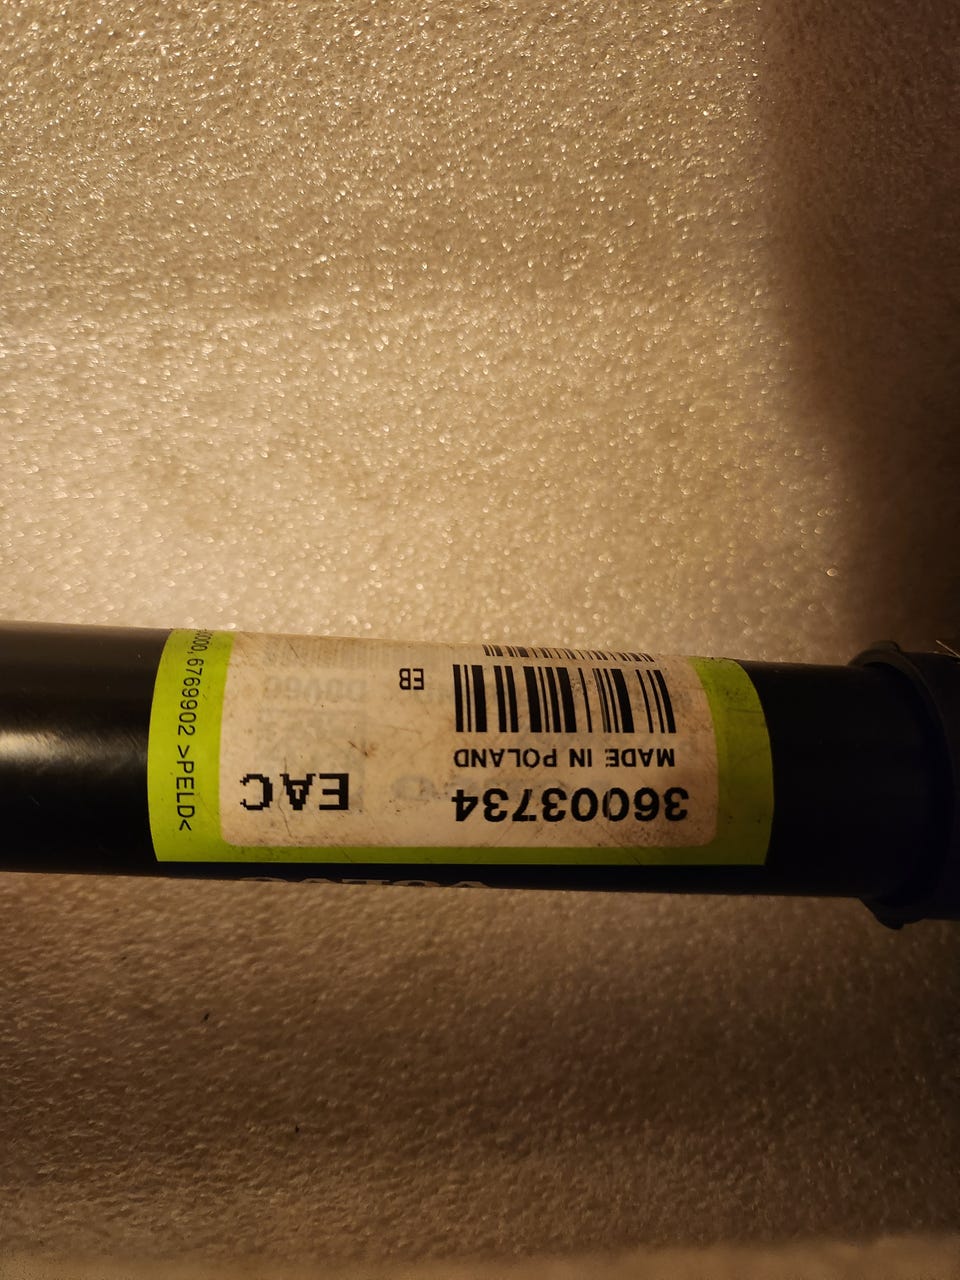 36003734
EAC
MADE IN POLAND
EB
6769902 >PELD<